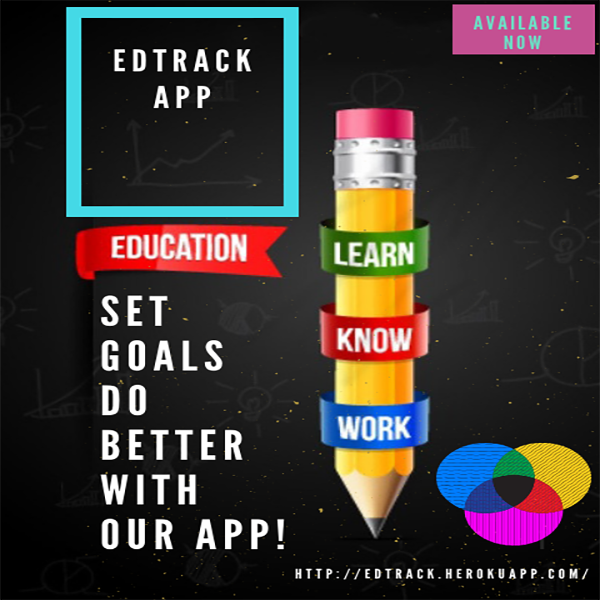 EDTRACK
APP
AVAILABLE
NOW
EDUCATION
SET
GOALS
DO
BETTER
WITH
OUR APP!
LEARN
KNOW
WORK
HTTP://EDTRACK.HEROKUAPP.COM/